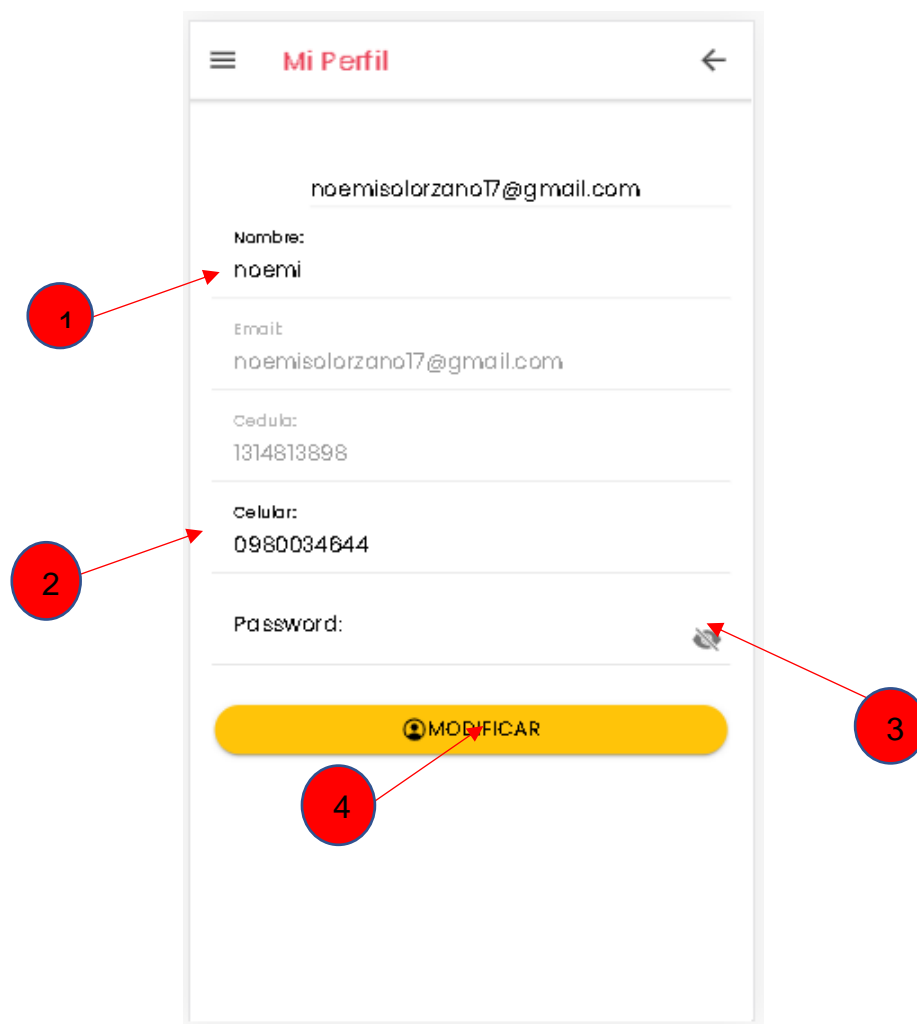 Mi Perfil
noemisolorzano17@gmail.com
Nombre:
noemi
1
Email:
noemisolorzano17@gmail.com
Cedula:
1314813898
Celular:
0980034644
2
Password:
3
MODIFICAR
4